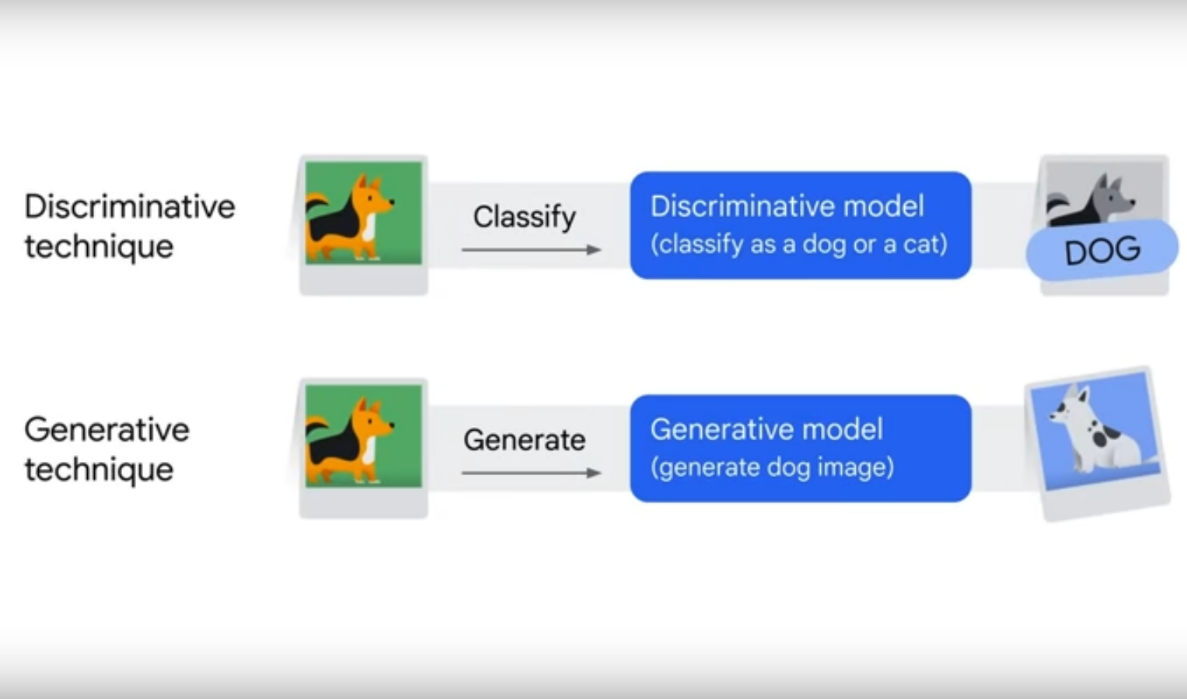 Discriminative
technique
Classify
Discriminative model
(classify as a dog or a cat)
DOG
Generative
technique
Generate
Generative model
(generate dog image)